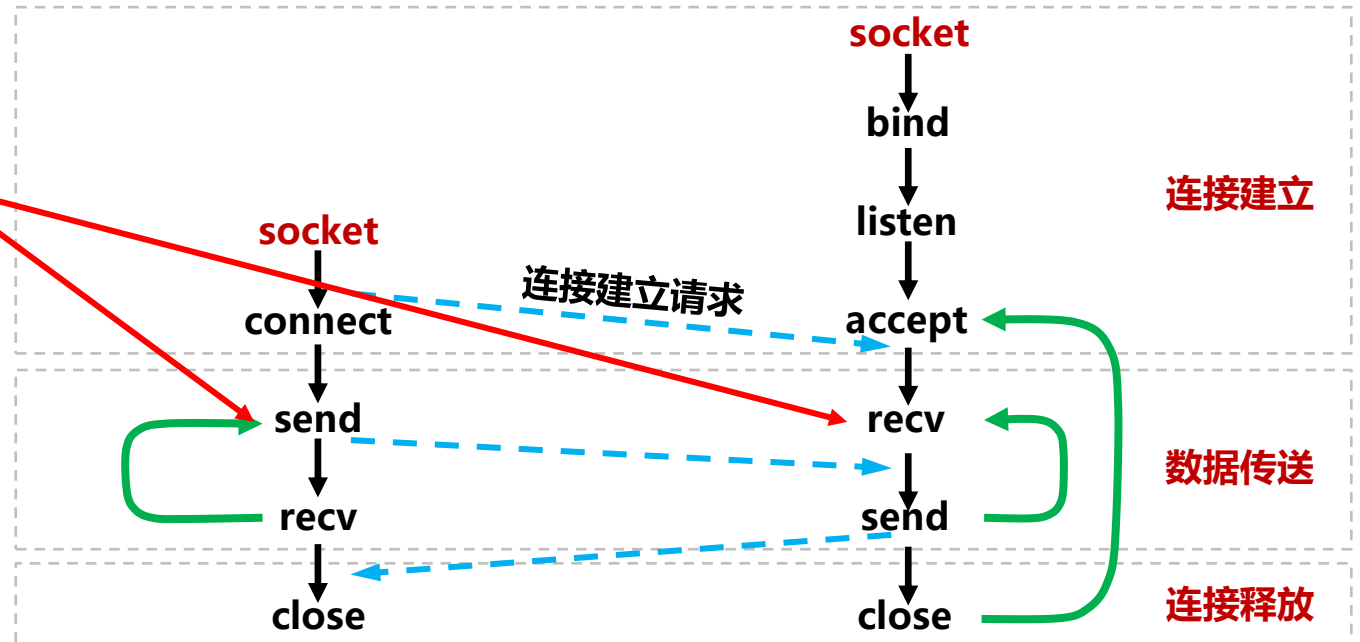 socket
bind
连接建立
listen
socket
连接建立请求
connect
accept
send
recv
数据传送
recv
send
连接释放
close
close